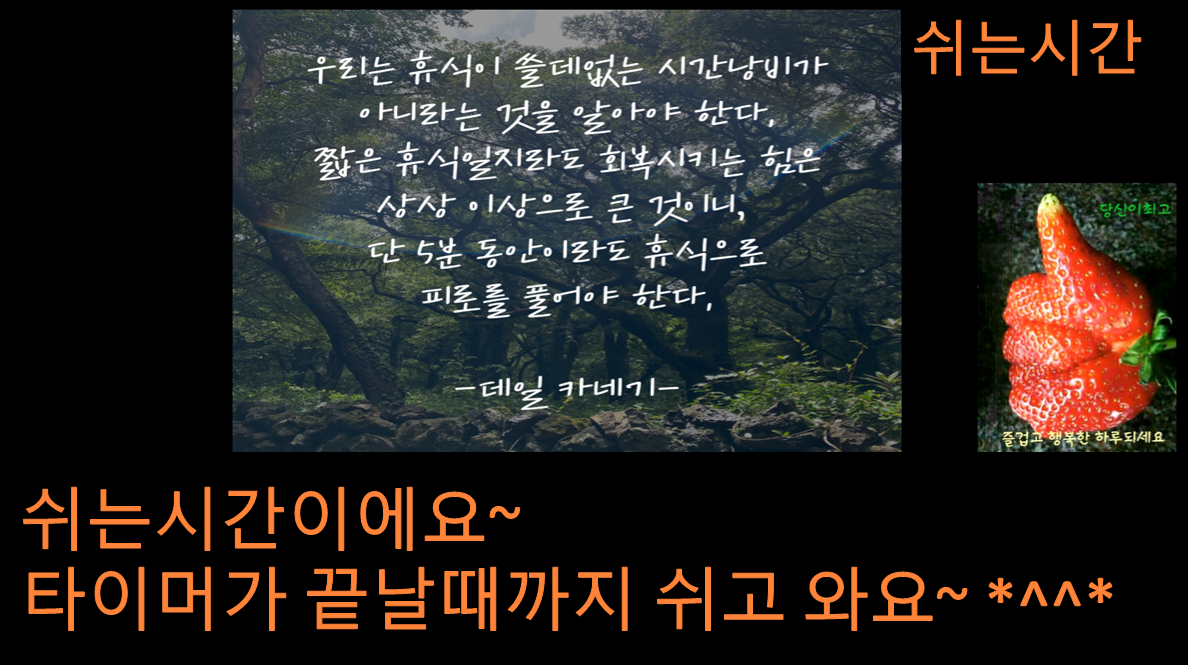 쉬는시간
우리는 휴식이 쓸데없는 시간낭비가
아니라는 것을 알아야 한다,
짧은 휴식일지라도 회복시키는 힘은
상상 이상으로 큰 것이니,
단 5분 동안이라도 휴식으로
피로를 풀어야 한다,
-데일 카네기-
당신이최고
즐겁고 행복한 하루되세요
쉬는시간이에요~
타이머가 끝날때까지 쉬고 와요~ *^^*